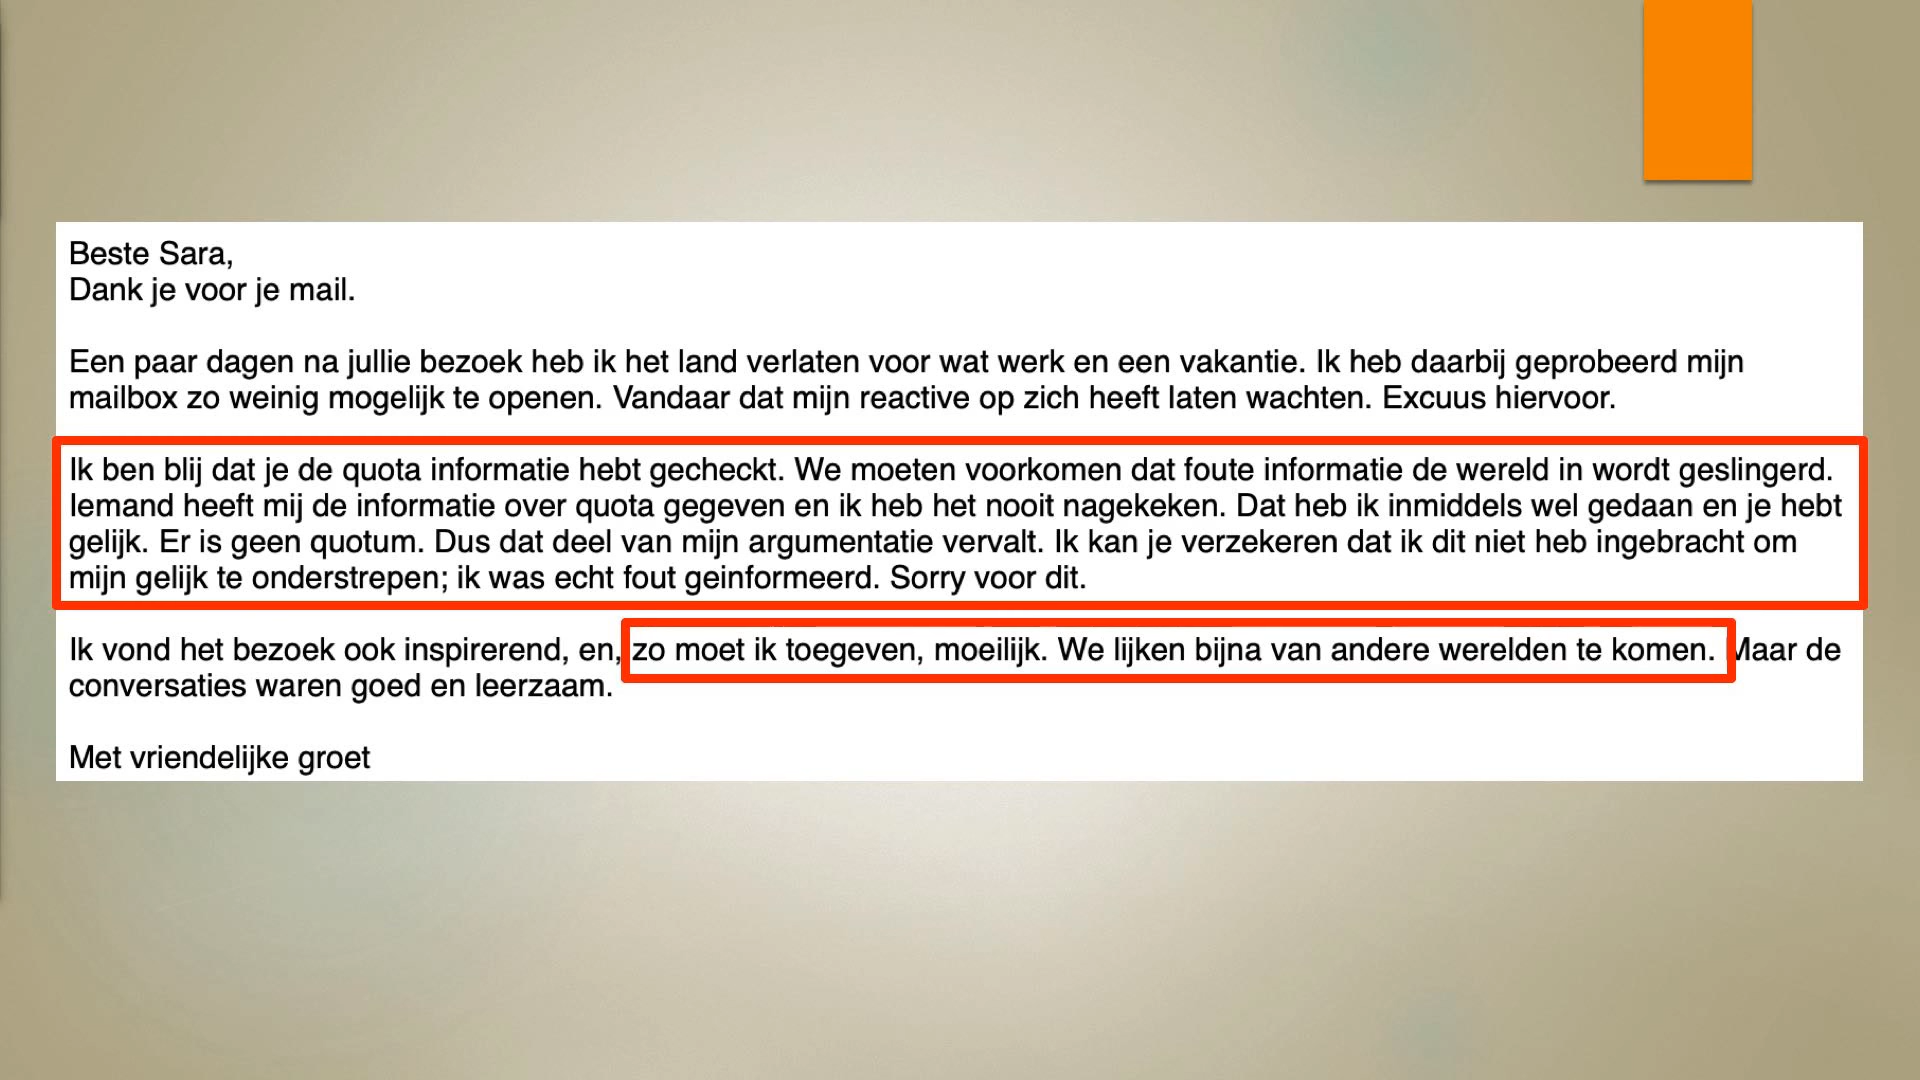 Beste Sara,
Dank je voor je mail.
Een paar dagen na jullie bezoek heb ik het land verlaten voor wat werk en een vakantie. Ik heb daarbij geprobeerd mijn
mailbox zo weinig mogelijk te openen. Vandaar dat mijn reactive op zich heeft laten wachten. Excuus hiervoor.
Ik ben blij dat je de quota informatie hebt gecheckt. We moeten voorkomen dat foute informatie de wereld in wordt geslingerd.
Iemand heeft mij de informatie over quota gegeven en ik heb het nooit nagekeken. Dat heb ik inmiddels wel gedaan en je hebt
gelijk. Er is geen quotum. Dus dat deel van mijn argumentatie vervalt. Ik kan je verzekeren dat ik dit niet heb ingebracht om
mijn gelijk te onderstrepen; ik was echt fout geinformeerd. Sorry voor dit.
Ik vond het bezoek ook inspirerend, en, zo moet ik toegeven, moeilijk. We lijken bijna van andere werelden te komen. Maar de
conversaties waren goed en leerzaam.
Met vriendelijke groet